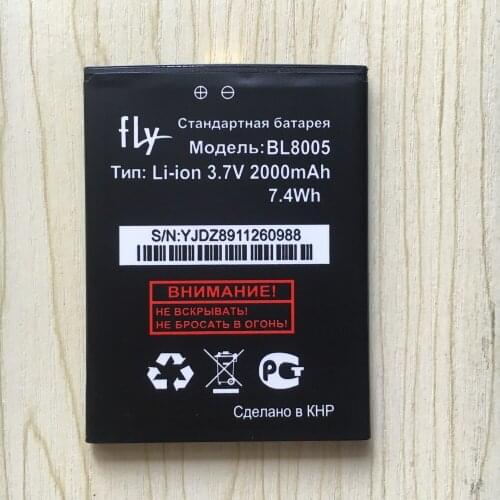 fly
Стандартная батарея
Модель:BL8005
Тип: Li-ion 3.7V 2000mAh
7.4Wh
S/N:YJDZ8911260988
ВНИМАНИЕ!
НЕ ВСКРЫВАТЬ!
НЕ БРОСАТЬ В ОГОНЬ!
Сделано в КНР